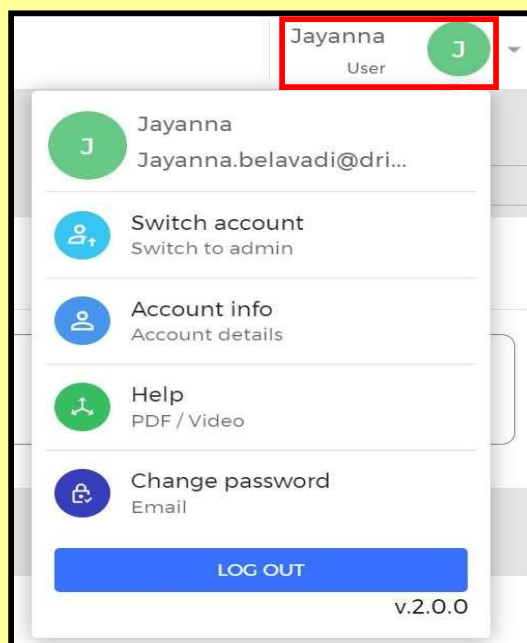 Jayanna
User
J
J
Jayanna
Jayanna.belavadi@dri...
Switch account
Switch to admin
Account info
Account details
Help
PDF / Video
Change password
Email
LOG OUT
v.2.0.0